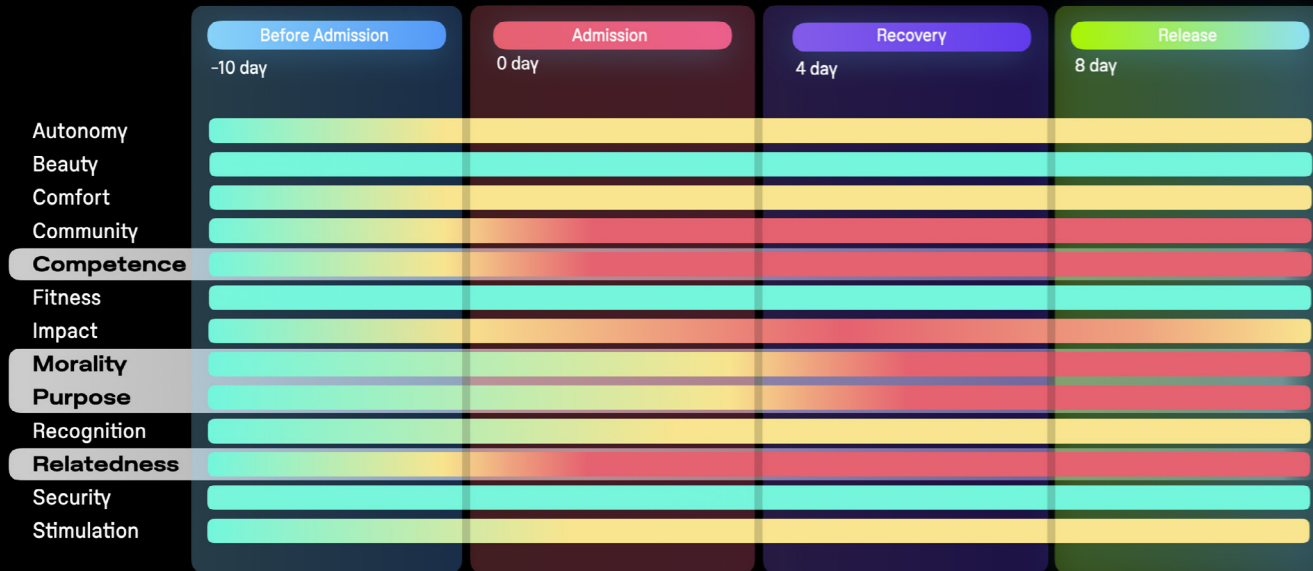 Before Admission
Admission
Recovery
Release
-10 day
0 day
4 day
8 day
Autonomy
Beauty
Comfort
Community
Competence
Fitness
Impact
Morality
Purpose
Recognition
Relatedness
Security
Stimulation